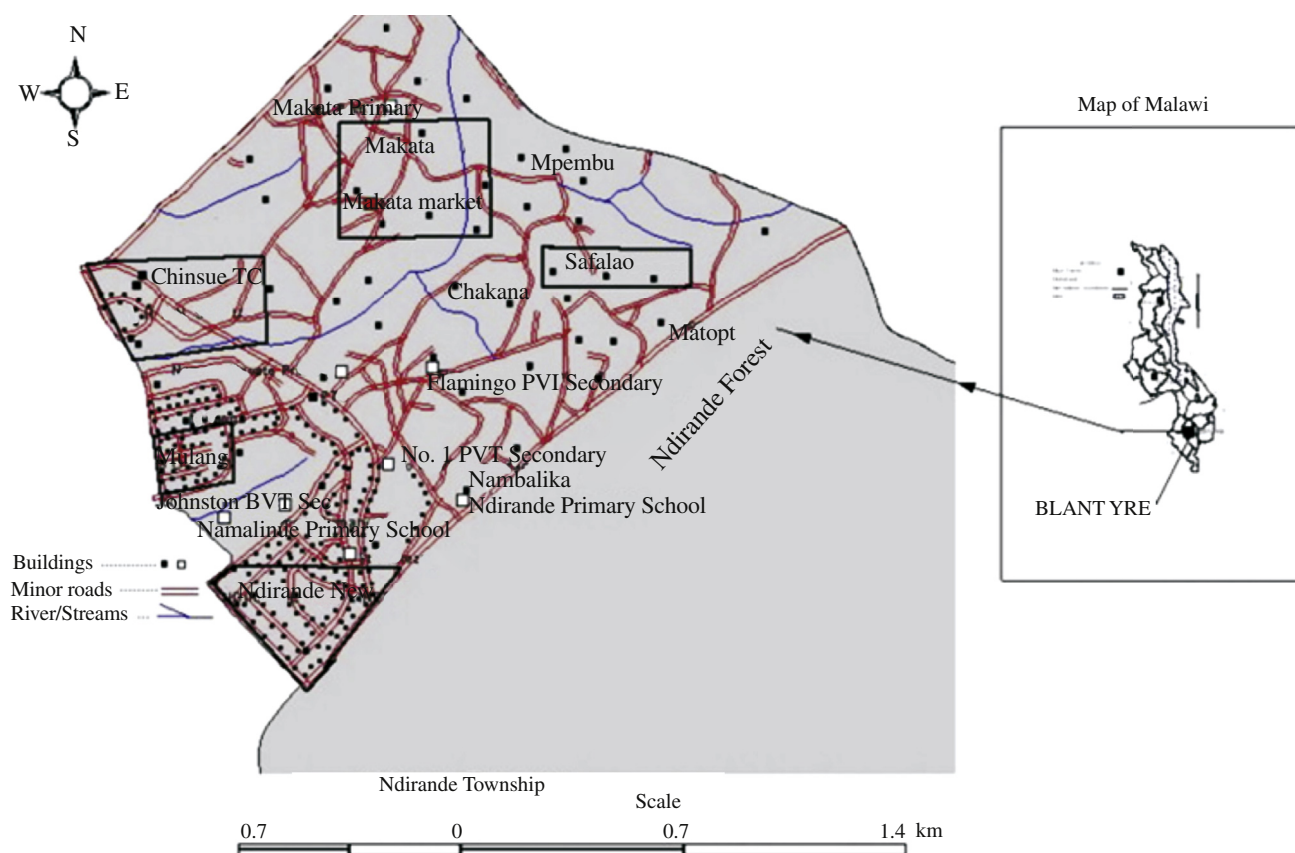 N
W E
S
Map of Malawi
Makata Primary
Makata
Mpembu
Makata market
Safalao
Chinsue TC
Chakana
Matopt
Flamingo PVI Secondary
Ndirande Forest
No. 1 PVT Secondary
Mulang
Nambalika
Johnston BVT Sec
Ndirande Primary School
BLANT YRE
Namalinue Primary School
Buildings
Minor roads
Ndirande New
River/Streams
Ndirande Township
Scale
0.7 0 0.7 1.4 km